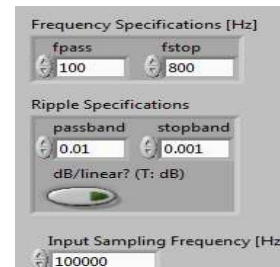 Frequency Specifications [Hz]
fpass fstop
100 800
Ripple Specifications
passband stopband
0.01 0.001
dB/linear? (T: dB)
Input Sampling Frequency [Hz
100000